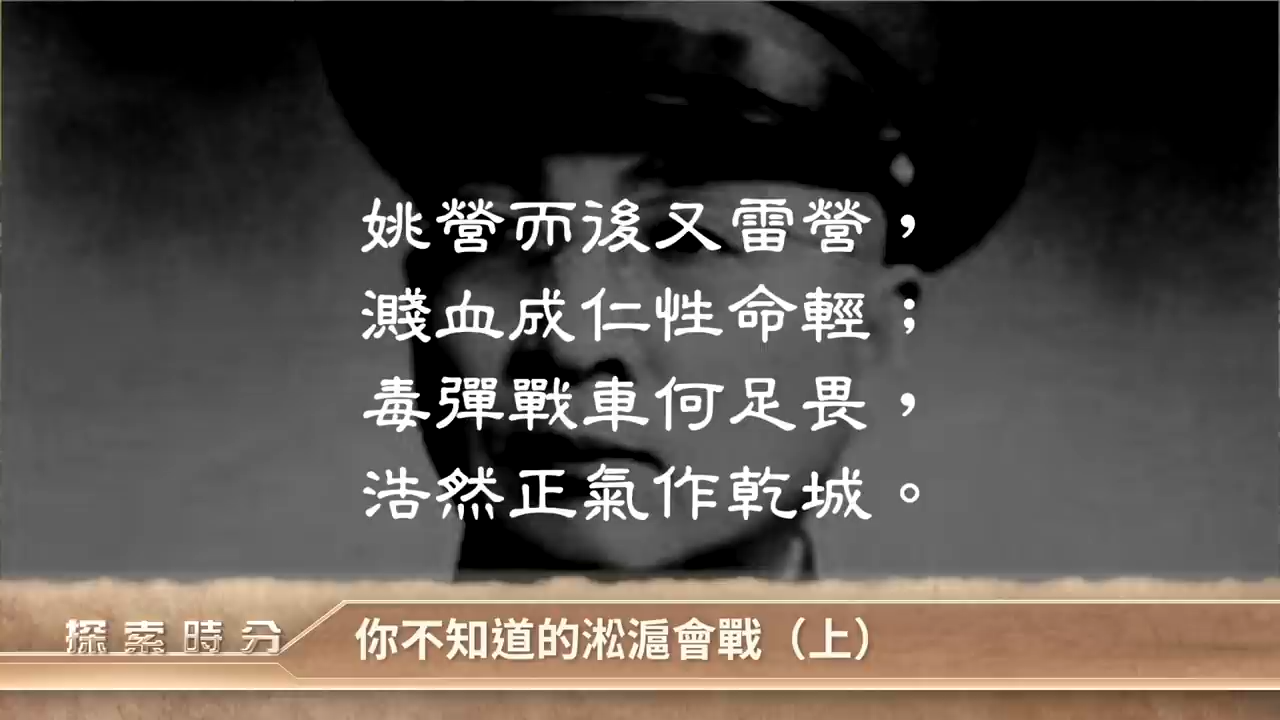 姚營而後又雷營，
濺血成仁性命輕；
毒彈戰車何足畏，
浩然正氣作乾城。
探索時分
你不知道的淞滬會戰（上）